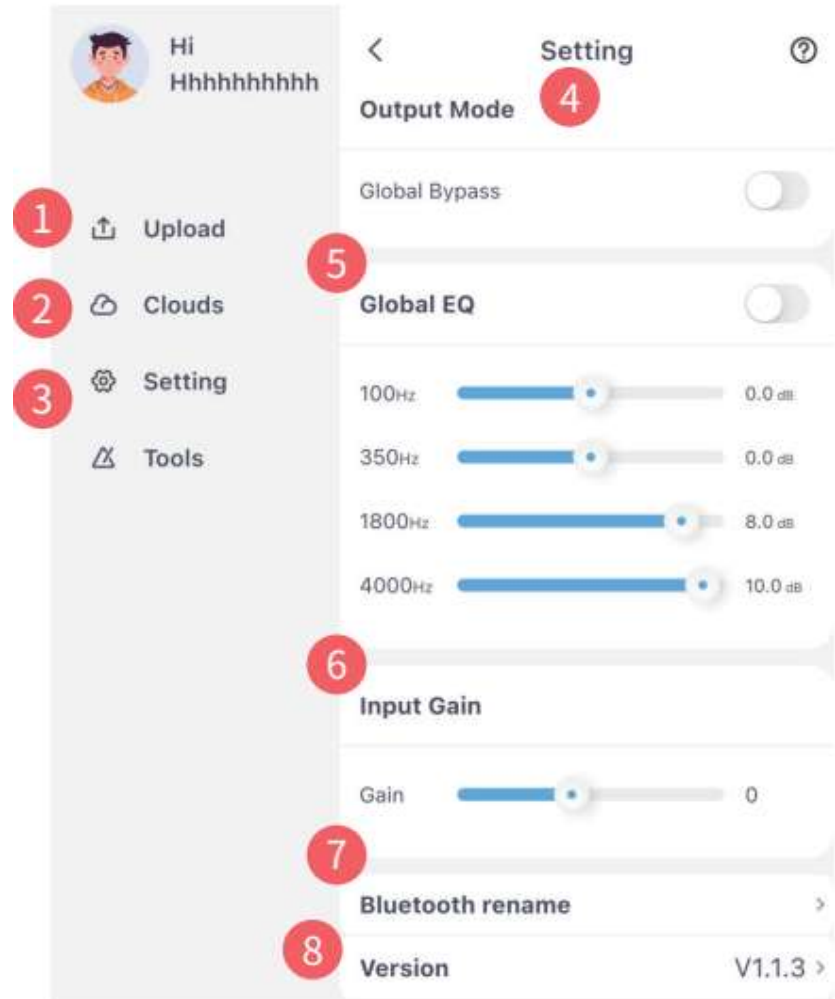 Hi
Hhhhhhhhhh
1
Upload
2
Clouds
3
Setting
Tools
Setting
4
Output Mode
Global Bypass
5
Global EQ
100Hz 0.0 dB
350Hz 0.0 dB
1800Hz 8.0 dB
4000Hz 10.0 dB
6
Input Gain
Gain 0
7
Bluetooth rename
8
Version V1.1.3